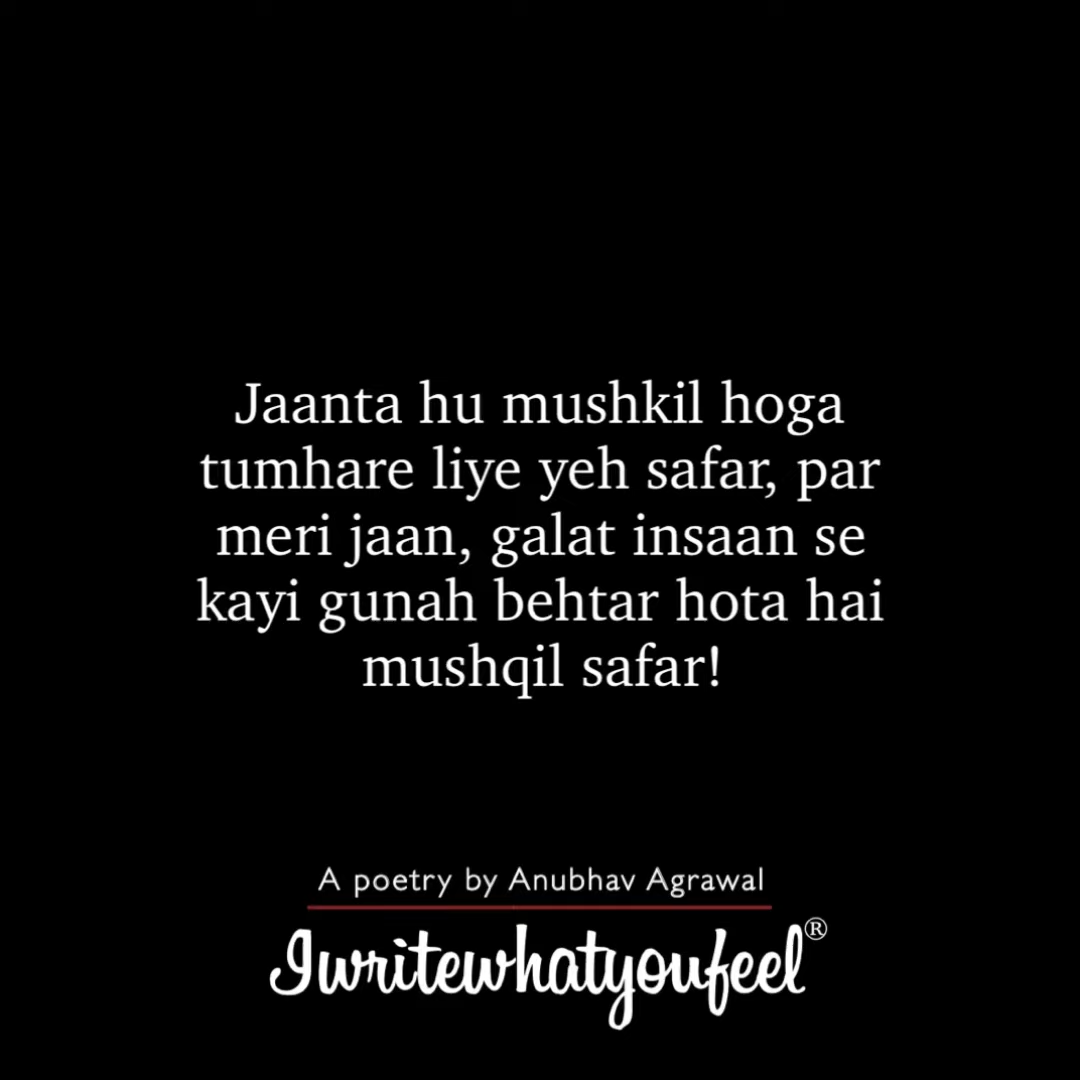 Jaanta hu mushkil hoga
tumhare liye yeh safar, par
meri jaan, galat insaan se
kayi gunah behtar hota hai
mushqil safar!
A poetry by Anubhav Agrawal
Iwritewhatyoufeel®